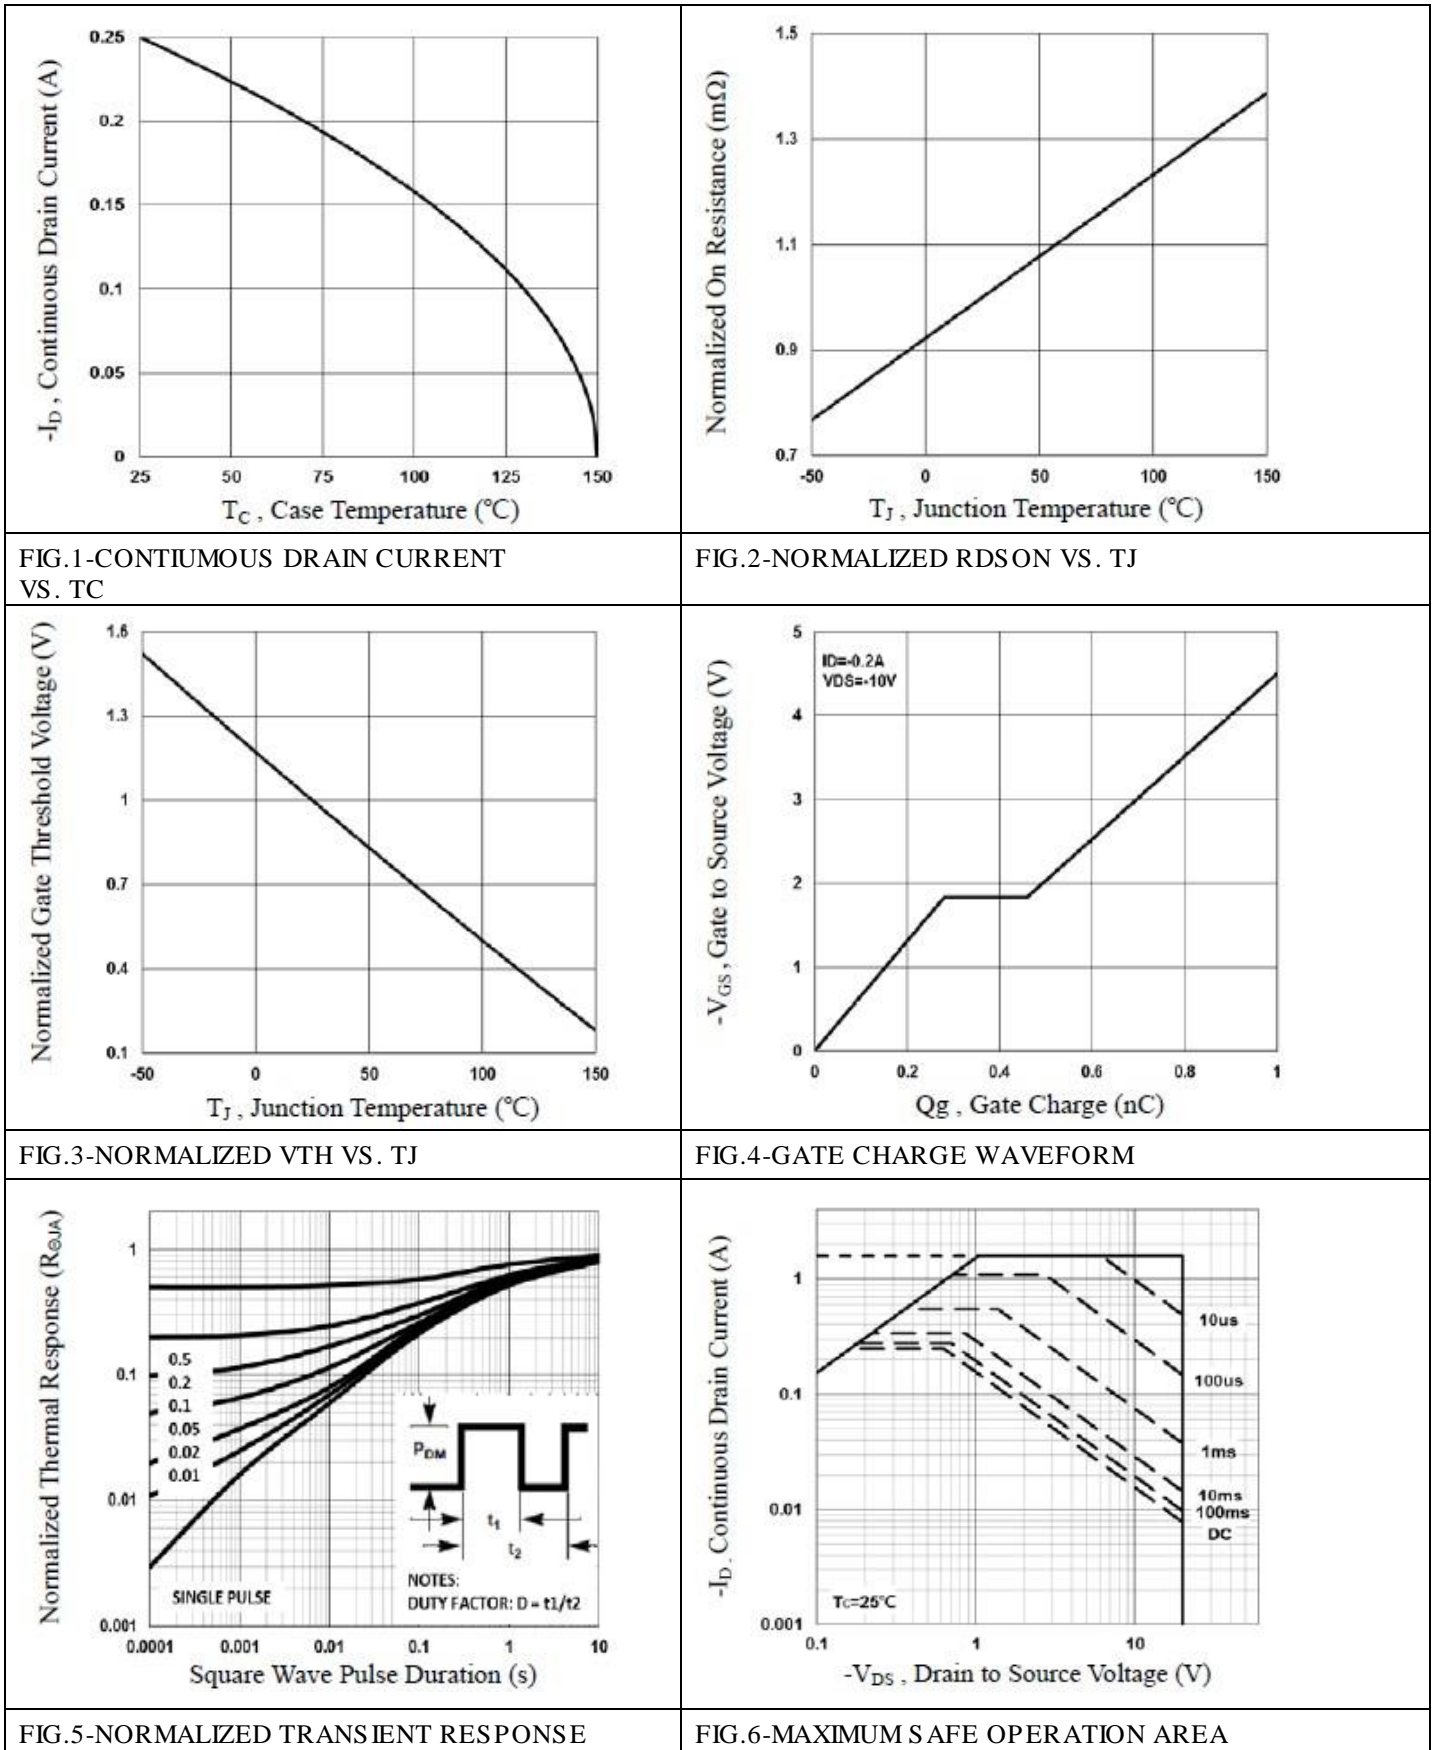 0.25
0.2
0.15
0.1
0.05
0
25 50 75 100 125 150
-ID , Continuous Drain Current (A)
TC , Case Temperature (℃)
1.5
1.3
1.1
0.9
0.7
-50 0 50 100 150
Normalized On Resistance (mΩ)
TJ , Junction Temperature (℃)
FIG.1-CONTIUMOUS DRAIN CURRENT
VS. TC
FIG.2-NORMALIZED RDSON VS. TJ
1.6
1.3
1
0.7
0.4
0.1
-50 0 50 100 150
Normalized Gate Threshold Voltage (V)
TJ , Junction Temperature (℃)
5
4
3
2
1
0
ID=-0.2A
VDS=-10V
0 0.2 0.4 0.6 0.8 1
-VGS , Gate to Source Voltage (V)
Qg , Gate Charge (nC)
FIG.3-NORMALIZED VTH VS. TJ
FIG.4-GATE CHARGE WAVEFORM
1
0.1
0.01
0.001
0.5
0.2
0.1
0.05
0.02
0.01
SINGLE PULSE
PDM
t1
t2
NOTES:
DUTY FACTOR: D = t1/t2
0.0001 0.001 0.01 0.1 1 10
Normalized Thermal Response (RΘJA)
Square Wave Pulse Duration (s)
1
0.1
0.01
0.001
10us
100us
1ms
10ms
100ms
DC
TC=25℃
0.1 1 10
-ID , Continuous Drain Current (A)
-VDS , Drain to Source Voltage (V)
FIG.5-NORMALIZED TRANSIENT RESPONSE
FIG.6-MAXIMUM SAFE OPERATION AREA